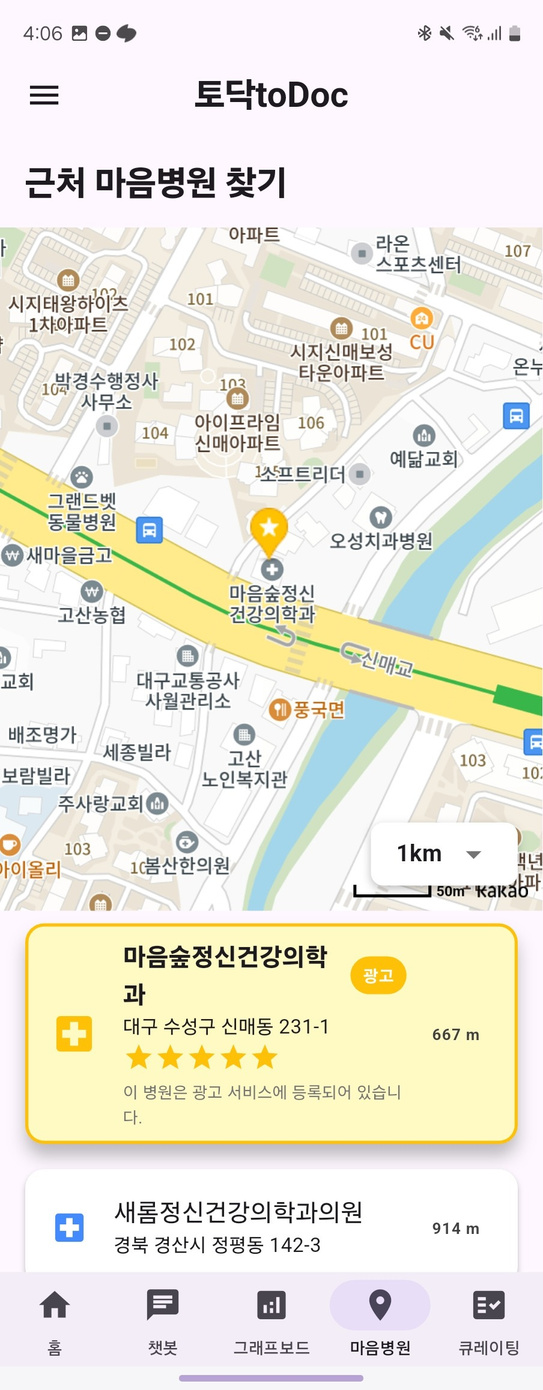 4:06
토닥toDoc
근처 마음병원 찾기
아파트
라온
스포츠센터
107
시지태왕하이츠
1차아파트
102
101
CU
101
시지신매보성
타운아파트
102
박경수행정사
사무소
104
103
아이프라임
신매아파트
104
106
예닮교회
소프트리더
그랜드벳
동물병원
오성치과병원
새마을금고
마음숲정신
건강의학과
고산농협
신매교
교회
대구교통공사
사월관리소
풍국면
배조명가
세종빌라
고산
노인복지관
103
보람빌라
주사랑교회
103
봄산한의원
아이올리
1km
50m
kakao
마음숲정신건강의학
과
광고
대구 수성구 신매동 231-1
667 m
이 병원은 광고 서비스에 등록되어 있습니
다.
새롬정신건강의학과의원
경북 경산시 정평동 142-3
914 m
홈
챗봇
그래프보드
마음병원
큐레이팅